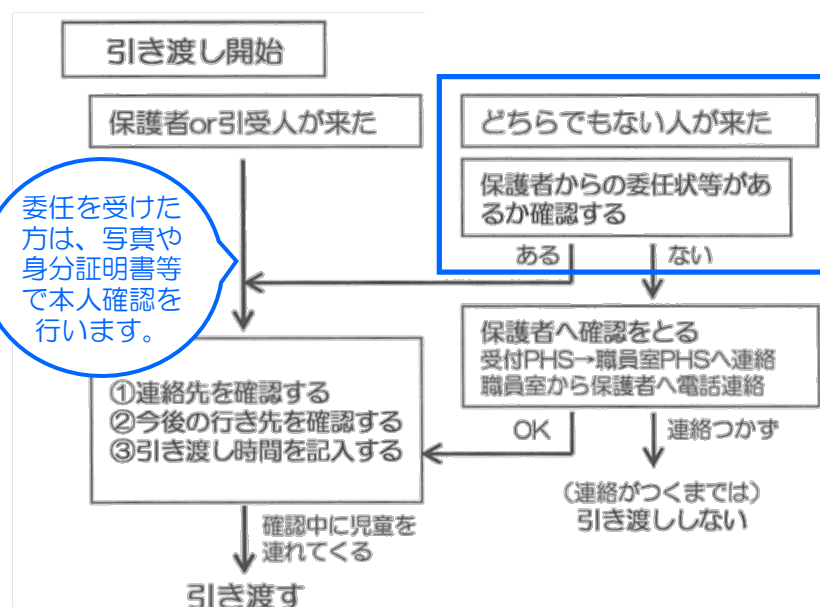 引き渡し開始
保護者or引受人が来た
どちらでもない人が来た
保護者からの委任状等があ
るか確認する
ある
ない
委任を受けた
方は、写真や
身分証明書等
で本人確認を
行います。
保護者へ確認をとる
受付PHS→職員室PHSへ連絡
職員室から保護者へ電話連絡
①連絡先を確認する
②今後の行き先を確認する
③引き渡し時間を記入する
OK
連絡つかず
(連絡がつくまでは)
引き渡ししない
確認中に児童を
連れてくる
引き渡す